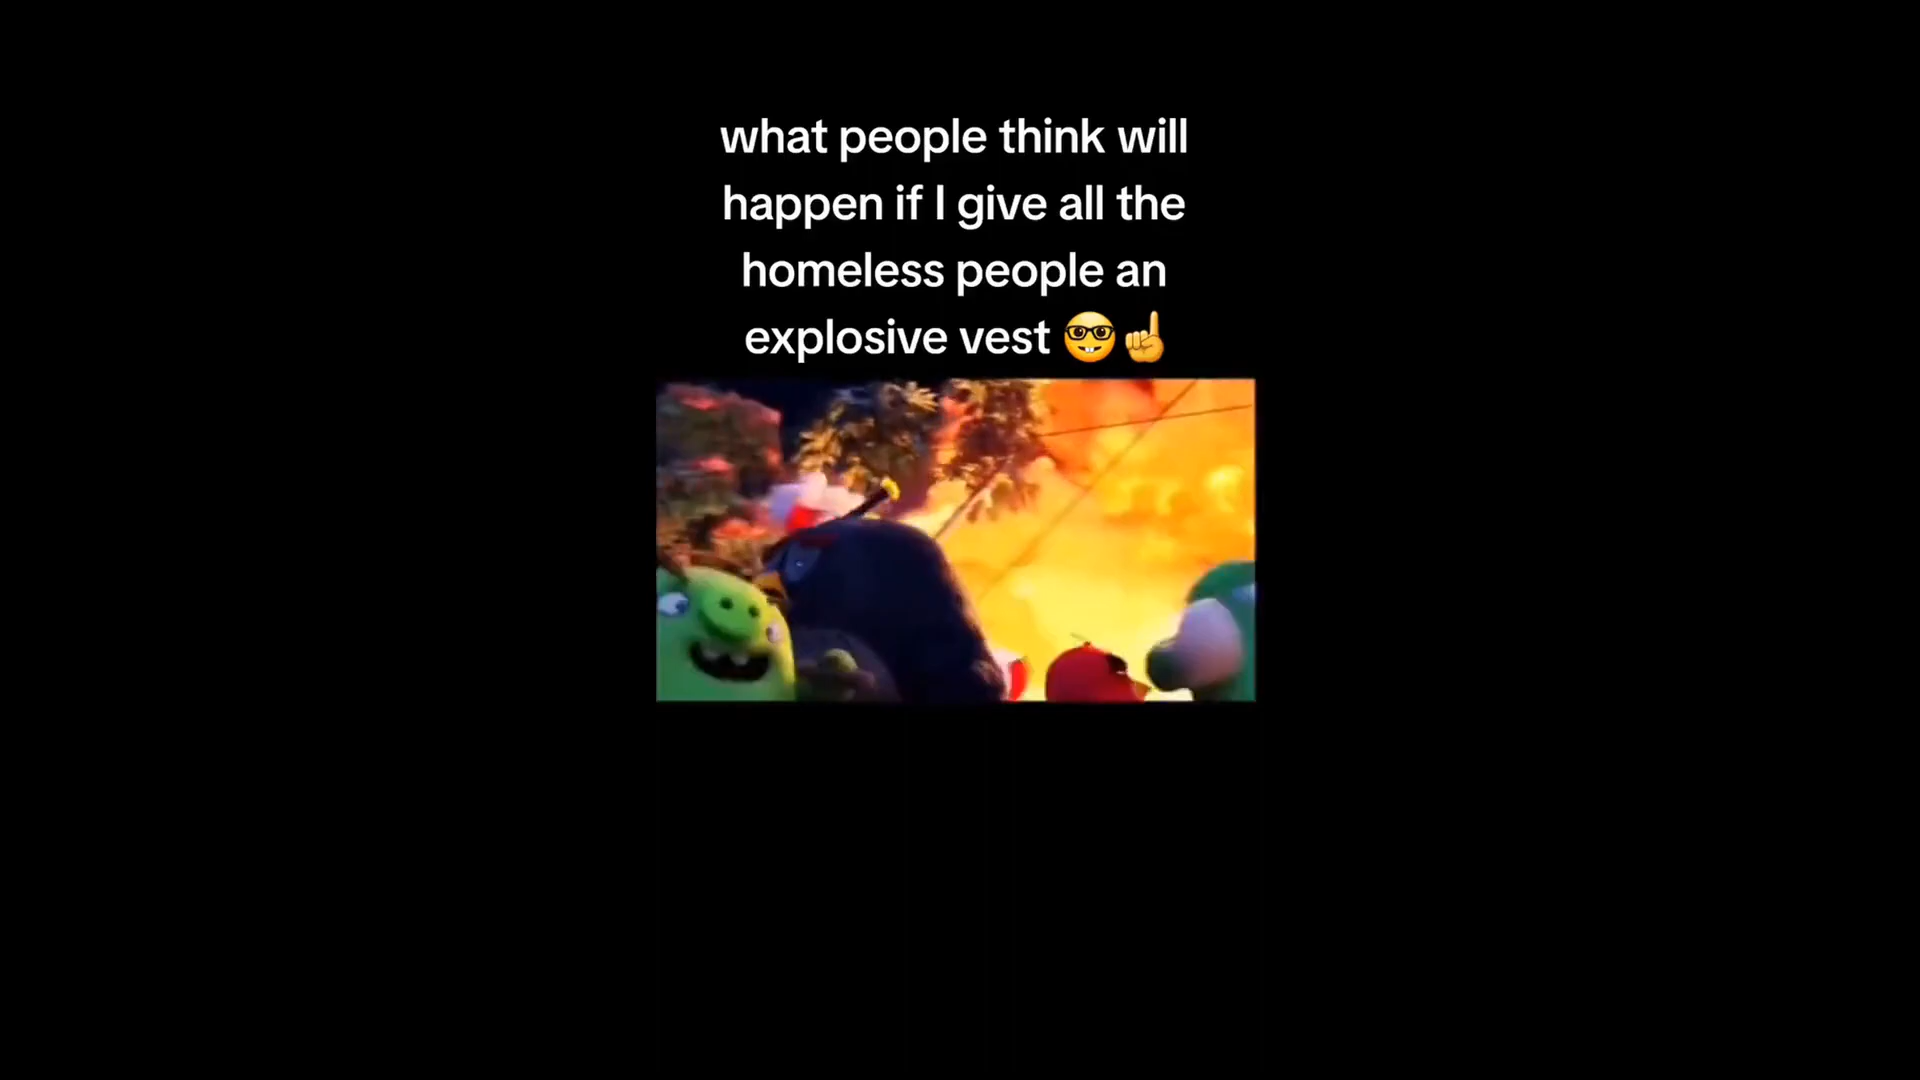 what people think will
happen if I give all the
homeless people an
explosive vest 🤓☝️